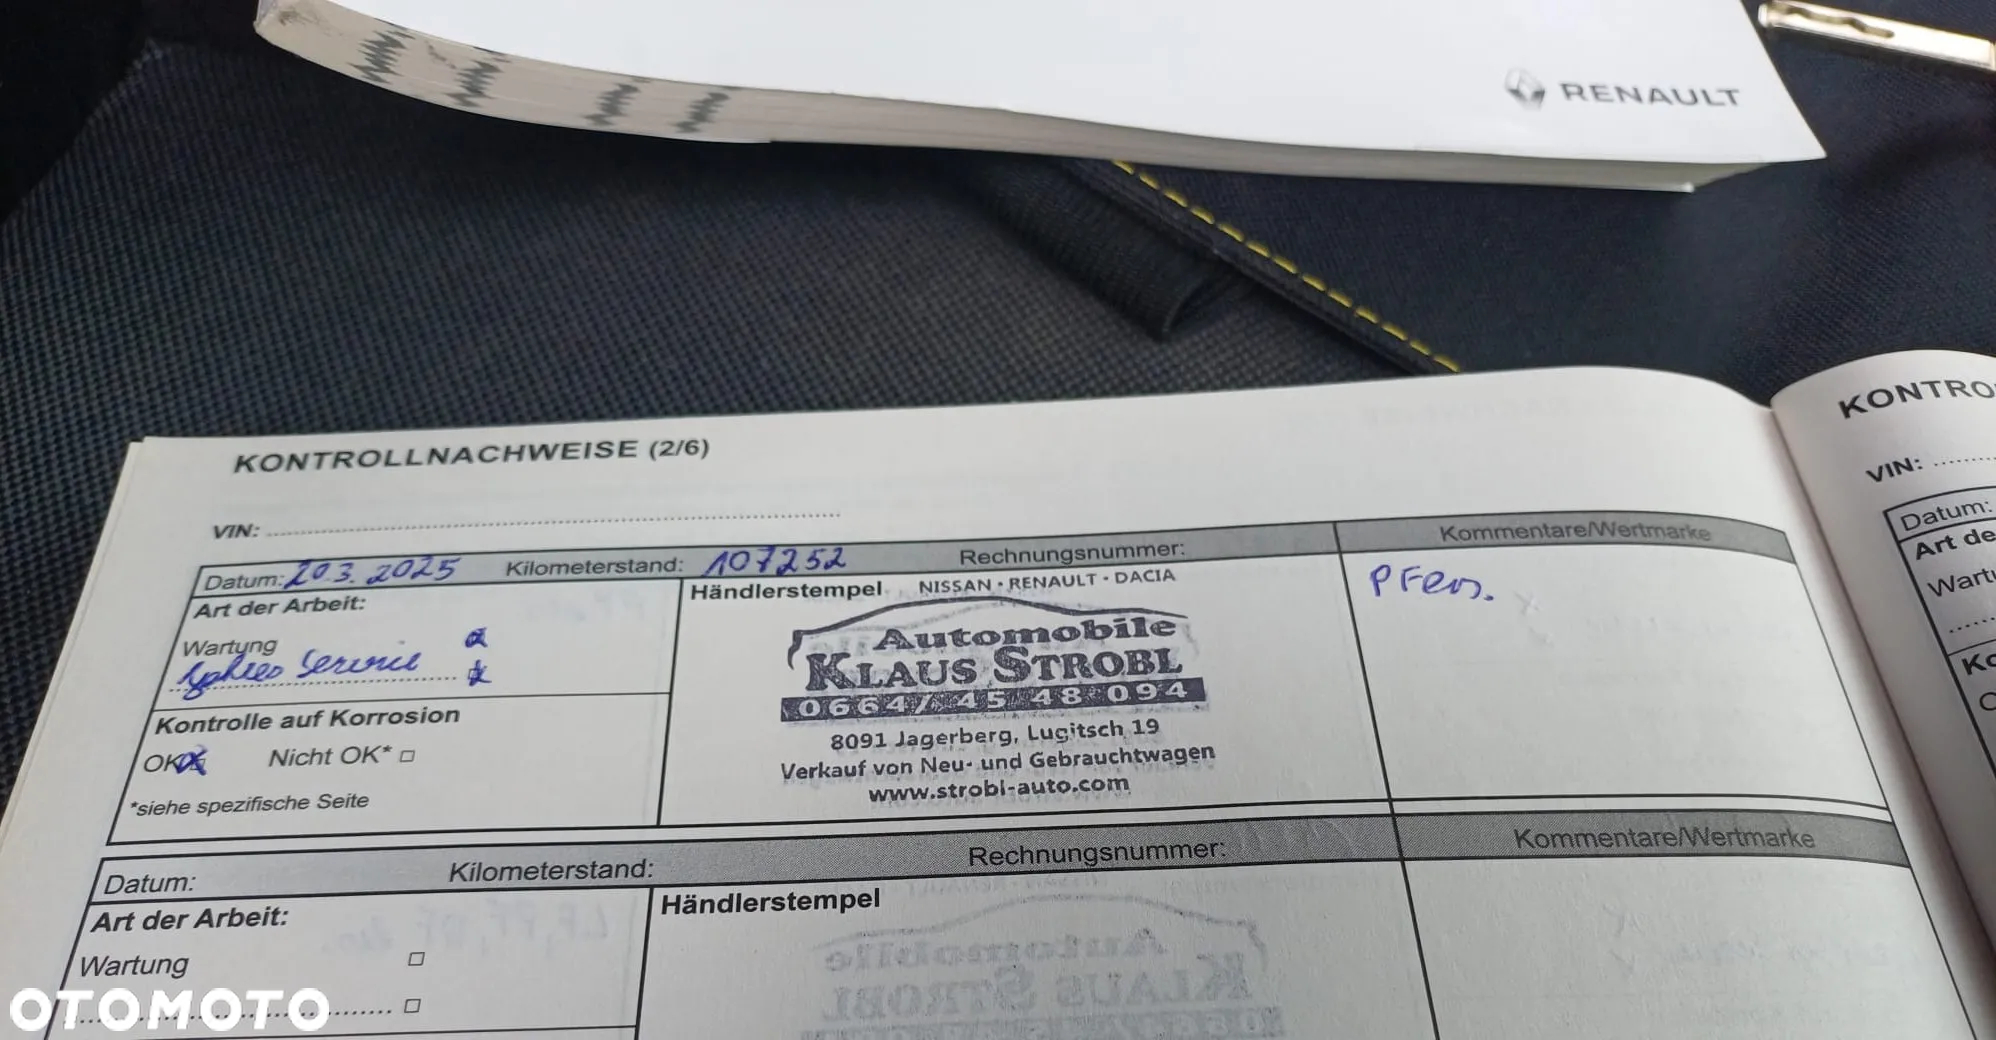 RENAULT
KONTROLLNACHWEISE (2/6)
VIN:
Datum: 20.3.2025 Kilometerstand: 107252 Rechnungsnummer: Kommentare/Wertmarke
Art der Arbeit:
Wartung
Service
Kontrolle auf Korrosion
OK Nicht OK*
*siehe spezifische Seite
Händlerstempel
NISSAN · RENAULT · DACIA
Automobile
KLAUS STROBL
0664/ 45 48 094
8091 Jagerberg, Lugitsch 19
Verkauf von Neu- und Gebrauchtwagen
www.strobl-auto.com
Datum: Kilometerstand: Rechnungsnummer: Kommentare/Wertmarke
Art der Arbeit:
Wartung
Händlerstempel
KONTRO
VIN:
Datum:
Art de
Wartu
Ko
OTOMOTO